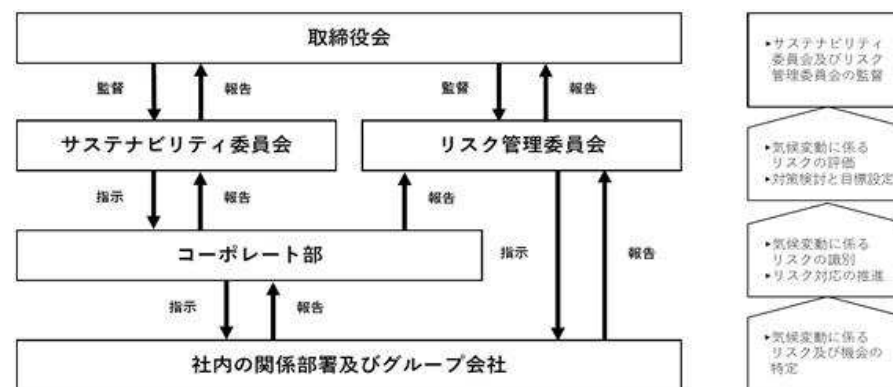 取締役会
監督
報告
監督
報告
▸サステナビリティ
委員会及びリスク
管理委員会の監督
サステナビリティ委員会
リスク管理委員会
▸気候変動に係る
リスクの評価
▸対策検討と目標設定
指示
報告
報告
コーポレート部
指示
報告
▸気候変動に係る
リスクの識別
▸リスク対応の推進
指示
報告
社内の関係部署及びグループ会社
▸気候変動に係る
リスク及び機会の
特定